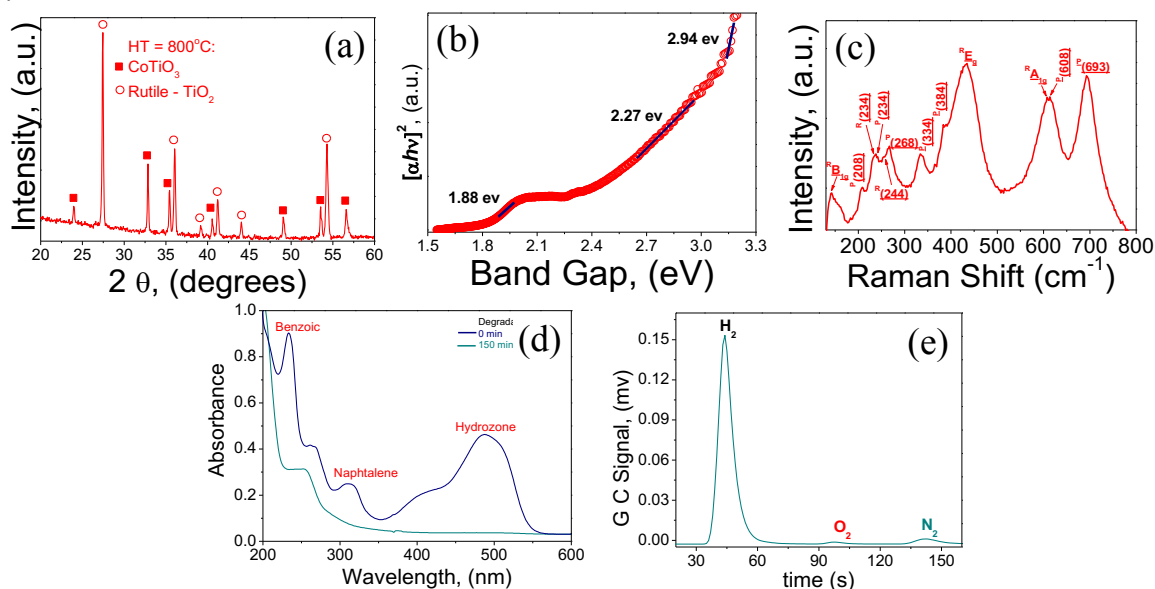 (a)
Intensity, (a.u.)
HT = 800°C:
■ CoTiO₃
○ Rutile - TiO₂
20 25 30 35 40 45 50 55 60
2 θ, (degrees)
(b)
[αhν]², (a.u.)
2.94 ev
2.27 ev
1.88 ev
1.5 1.8 2.1 2.4 2.7 3.0 3.3
Band Gap, (eV)
(c)
Intensity, (a.u.)
ᴿB₁g
ᴾ(208)
ᴿ(234)
ᴾ(234)
ᴿ(244)
ᴾ(268)
ᴾ(334)
ᴾ(384)
ᴿEg
ᴿA₁g
ᴾ(608)
ᴾ(693)
200 300 400 500 600 700 800
Raman Shift (cm⁻¹)
(d)
Absorbance
1.0
0.8
0.6
0.4
0.2
0.0
Benzoic
Naphtalene
Hydrozone
Degrada
0 min
150 min
200 300 400 500 600
Wavelength, (nm)
(e)
G C Signal, (mv)
0.15
0.12
0.09
0.06
0.03
0.00
H₂
O₂
N₂
30 60 90 120 150
time (s)